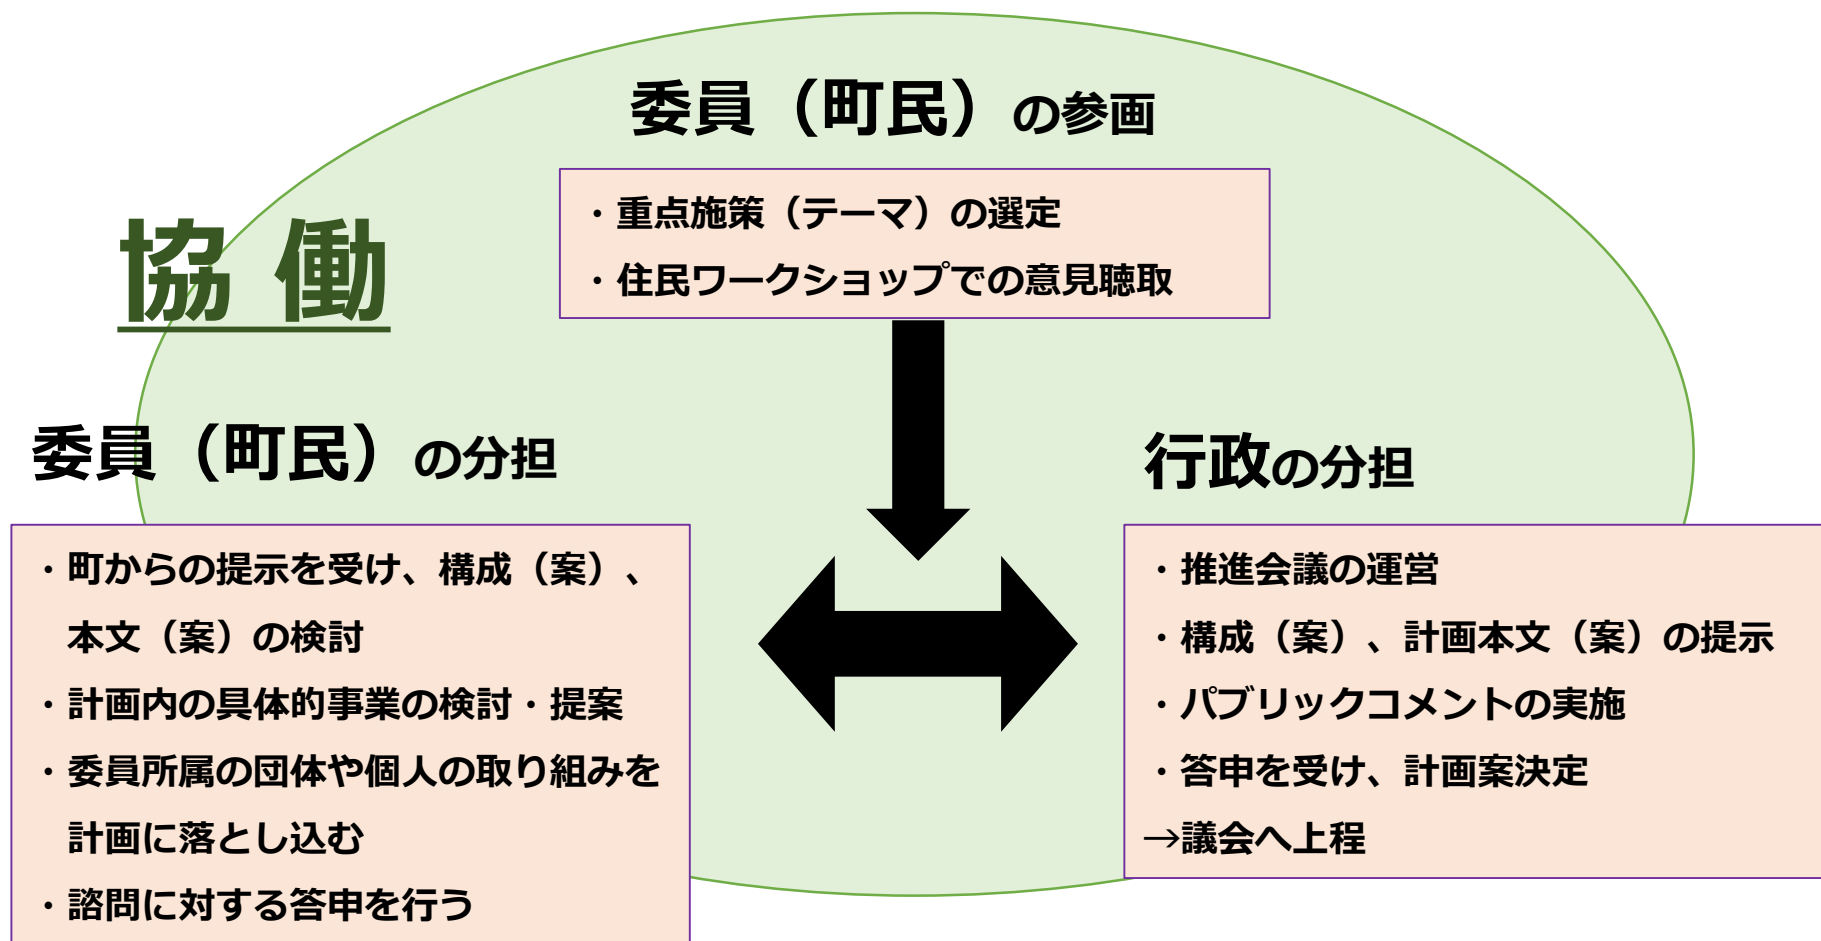 委員（町民）の参画
・重点施策（テーマ）の選定
・住民ワークショップでの意見聴取
協 働
委員（町民）の分担
・町からの提示を受け、構成（案）、
本文（案）の検討
・計画内の具体的事業の検討・提案
・委員所属の団体や個人の取り組みを
計画に落とし込む
・諮問に対する答申を行う
行政の分担
・推進会議の運営
・構成（案）、計画本文（案）の提示
・パブリックコメントの実施
・答申を受け、計画案決定
→議会へ上程